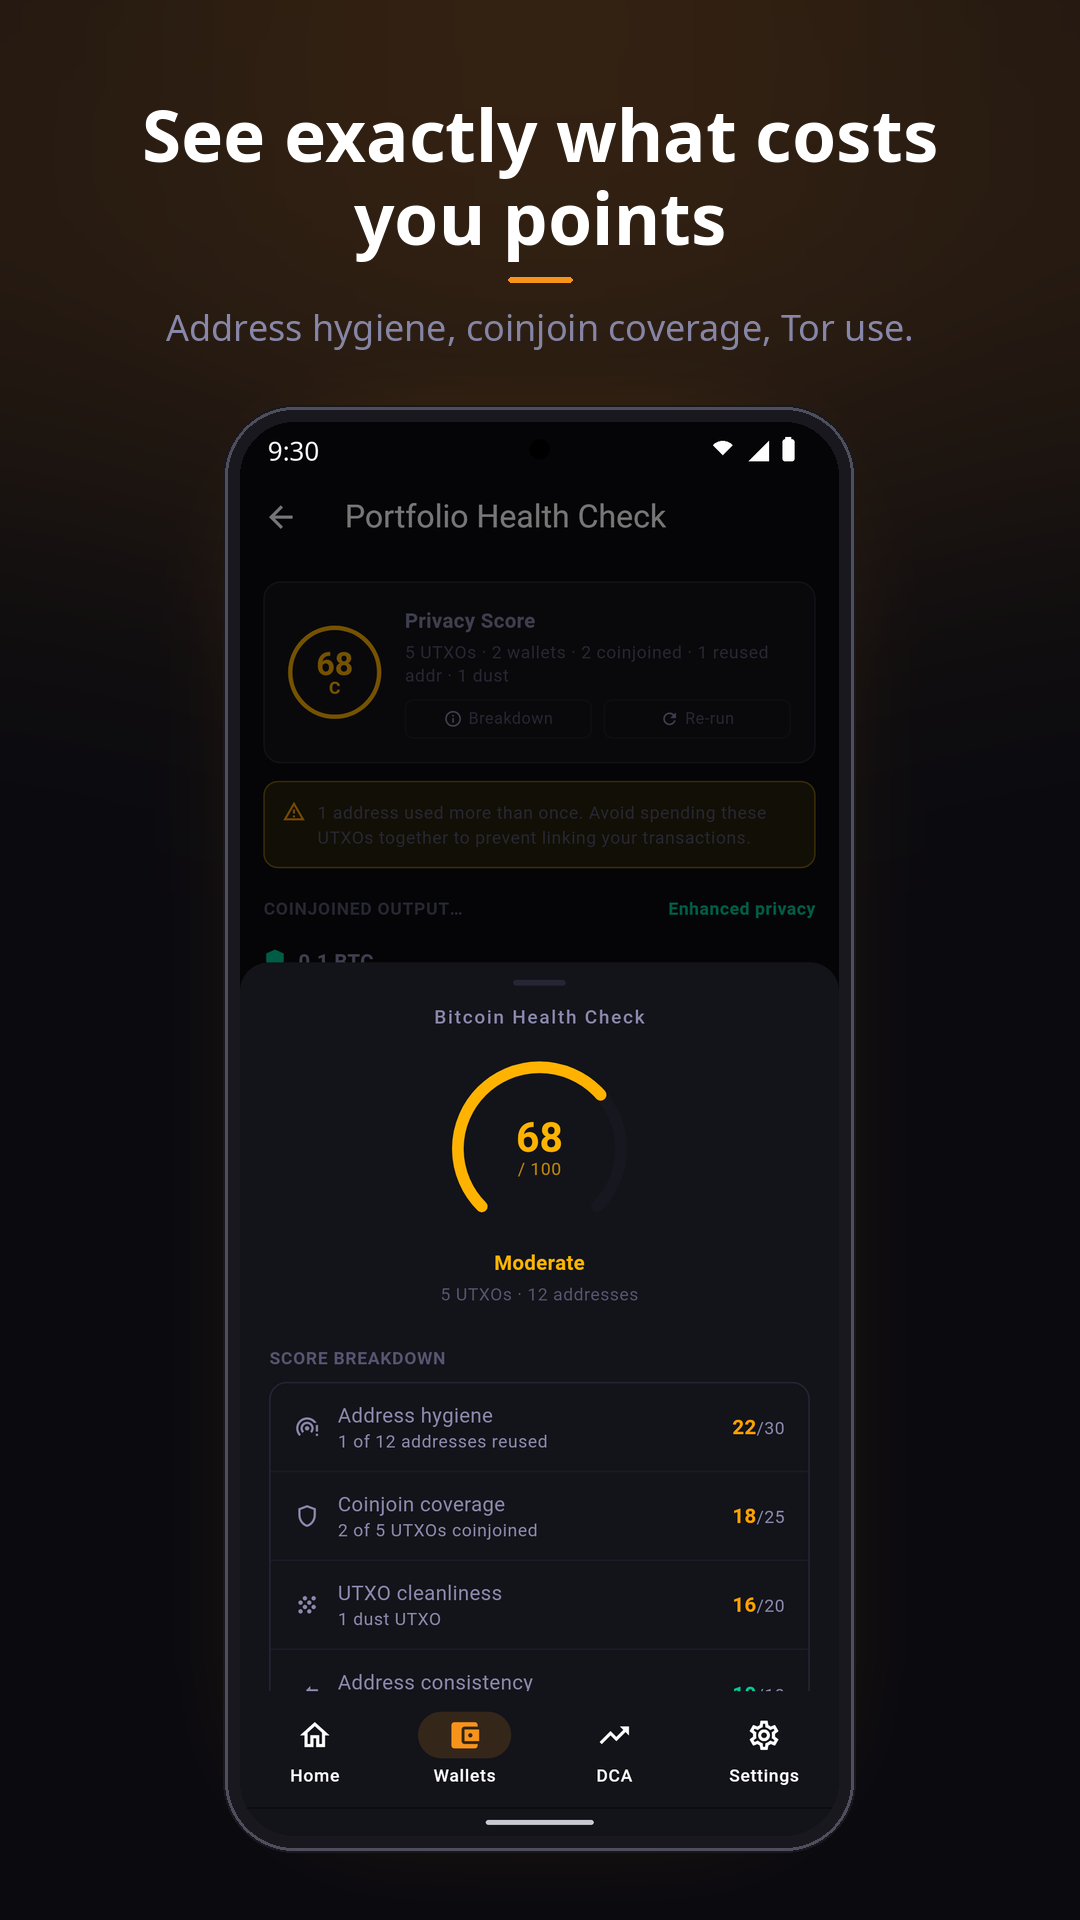 See exactly what costs
you points
Address hygiene, coinjoin coverage, Tor use.
9:30
Portfolio Health Check
68
C
Privacy Score
5 UTXOs · 2 wallets · 2 coinjoined · 1 reused
addr · 1 dust
Breakdown
Re-run
1 address used more than once. Avoid spending these
UTXOs together to prevent linking your transactions.
COINJOINED OUTPUT...
Enhanced privacy
0.1 BTC
Bitcoin Health Check
68
/ 100
Moderate
5 UTXOs · 12 addresses
SCORE BREAKDOWN
Address hygiene
22/30
1 of 12 addresses reused
Coinjoin coverage
18/25
2 of 5 UTXOs coinjoined
UTXO cleanliness
16/20
1 dust UTXO
Address consistency
Home
Wallets
DCA
Settings